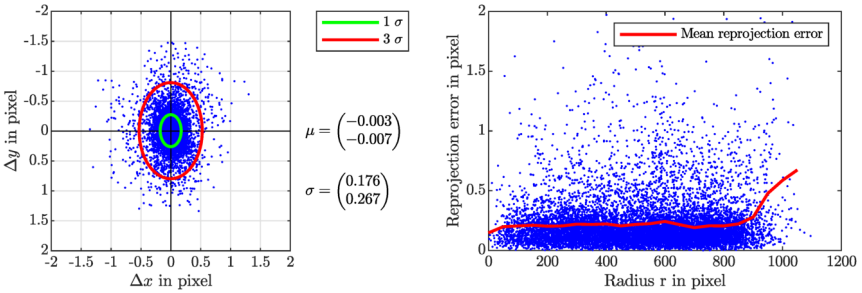 -2
-1.5
-1
-0.5
0
0.5
1
1.5
2
Δy in pixel
-2 -1.5 -1 -0.5 0 0.5 1 1.5 2
Δx in pixel
1 σ
3 σ
μ = (−0.003
−0.007)
σ = (0.176
0.267)
2
1.5
1
0.5
0
Reprojection error in pixel
Mean reprojection error
0 200 400 600 800 1000 1200
Radius r in pixel